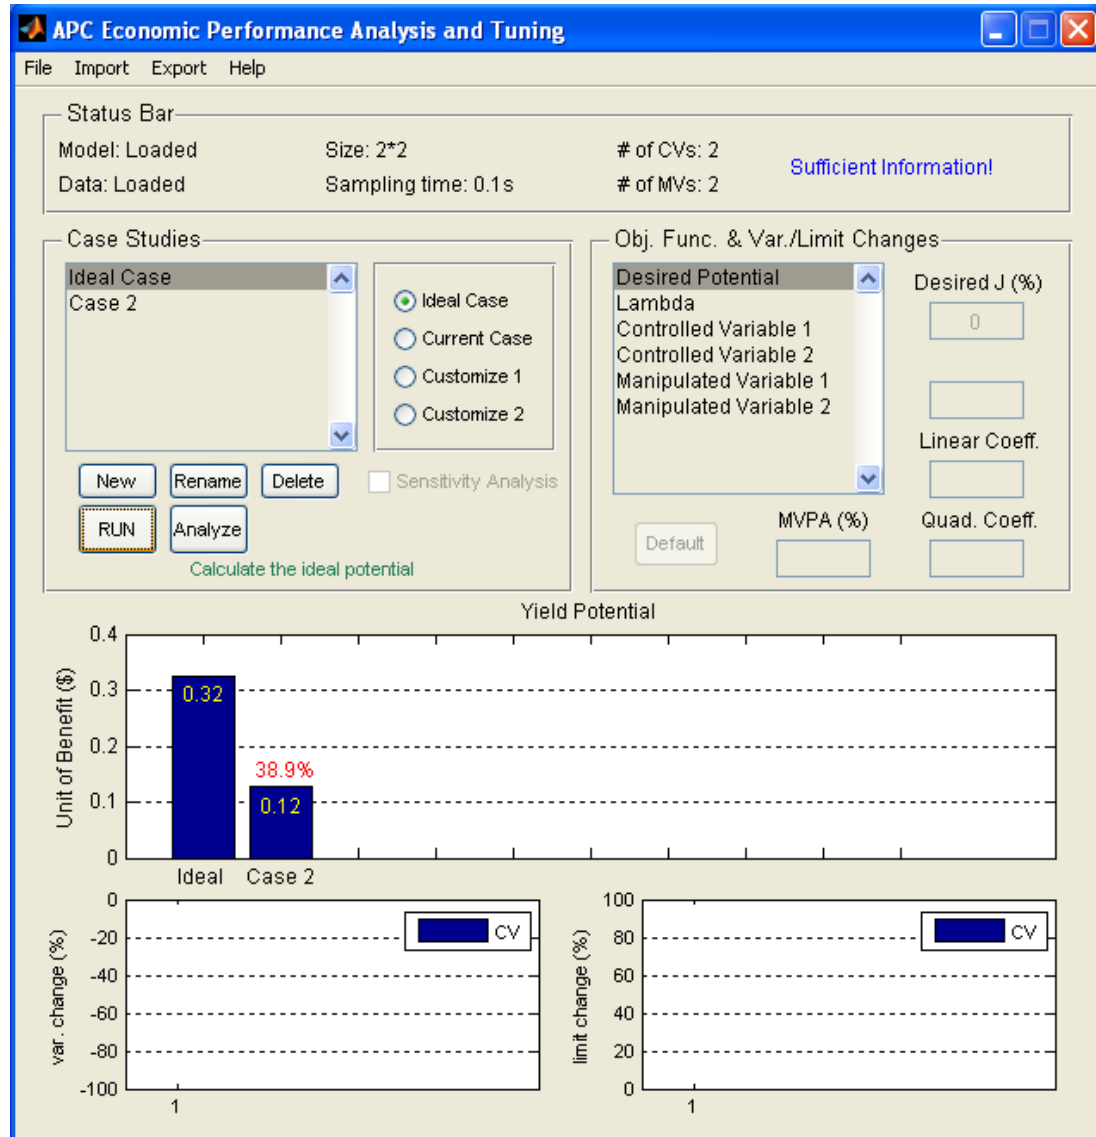 APC Economic Performance Analysis and Tuning
File Import Export Help
Status Bar
Model: Loaded Size: 2*2 # of CVs: 2 Sufficient Information!
Data: Loaded Sampling time: 0.1s # of MVs: 2
Case Studies
Ideal Case
Case 2
Ideal Case
Current Case
Customize 1
Customize 2
New Rename Delete Sensitivity Analysis
RUN Analyze
Calculate the ideal potential
Obj. Func. & Var./Limit Changes
Desired Potential
Lambda
Controlled Variable 1
Controlled Variable 2
Manipulated Variable 1
Manipulated Variable 2
Desired J (%)
0
Linear Coeff.
MVPA (%) Quad. Coeff.
Default
Yield Potential
Unit of Benefit ($)
0.4
0.3
0.2
0.1
0
0.32
38.9%
0.12
Ideal Case 2
var. change (%)
0
-20
-40
-60
-80
-100
CV
1
limit change (%)
100
80
60
40
20
0
CV
1